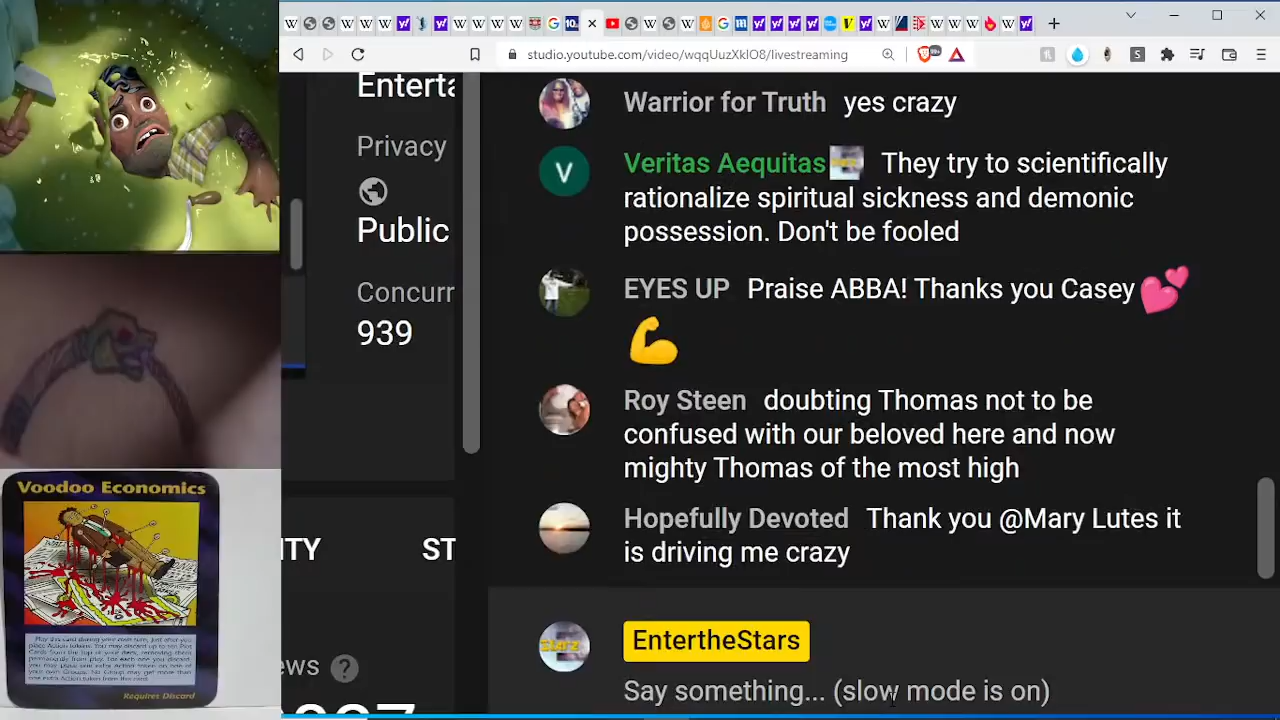 studio.youtube.com/video/wqqUuzXklO8/livestreaming
Enterta
Privacy
Public
Concurr
939
ITY ST
ews ?
Warrior for Truth yes crazy
Veritas Aequitas They try to scientifically
rationalize spiritual sickness and demonic
possession. Don't be fooled
EYES UP Praise ABBA! Thanks you Casey
Roy Steen doubting Thomas not to be
confused with our beloved here and now
mighty Thomas of the most high
Hopefully Devoted Thank you @Mary Lutes it
is driving me crazy
EntertheStars
Say something... (slow mode is on)
V
Voodoo Economics
Requires Discard